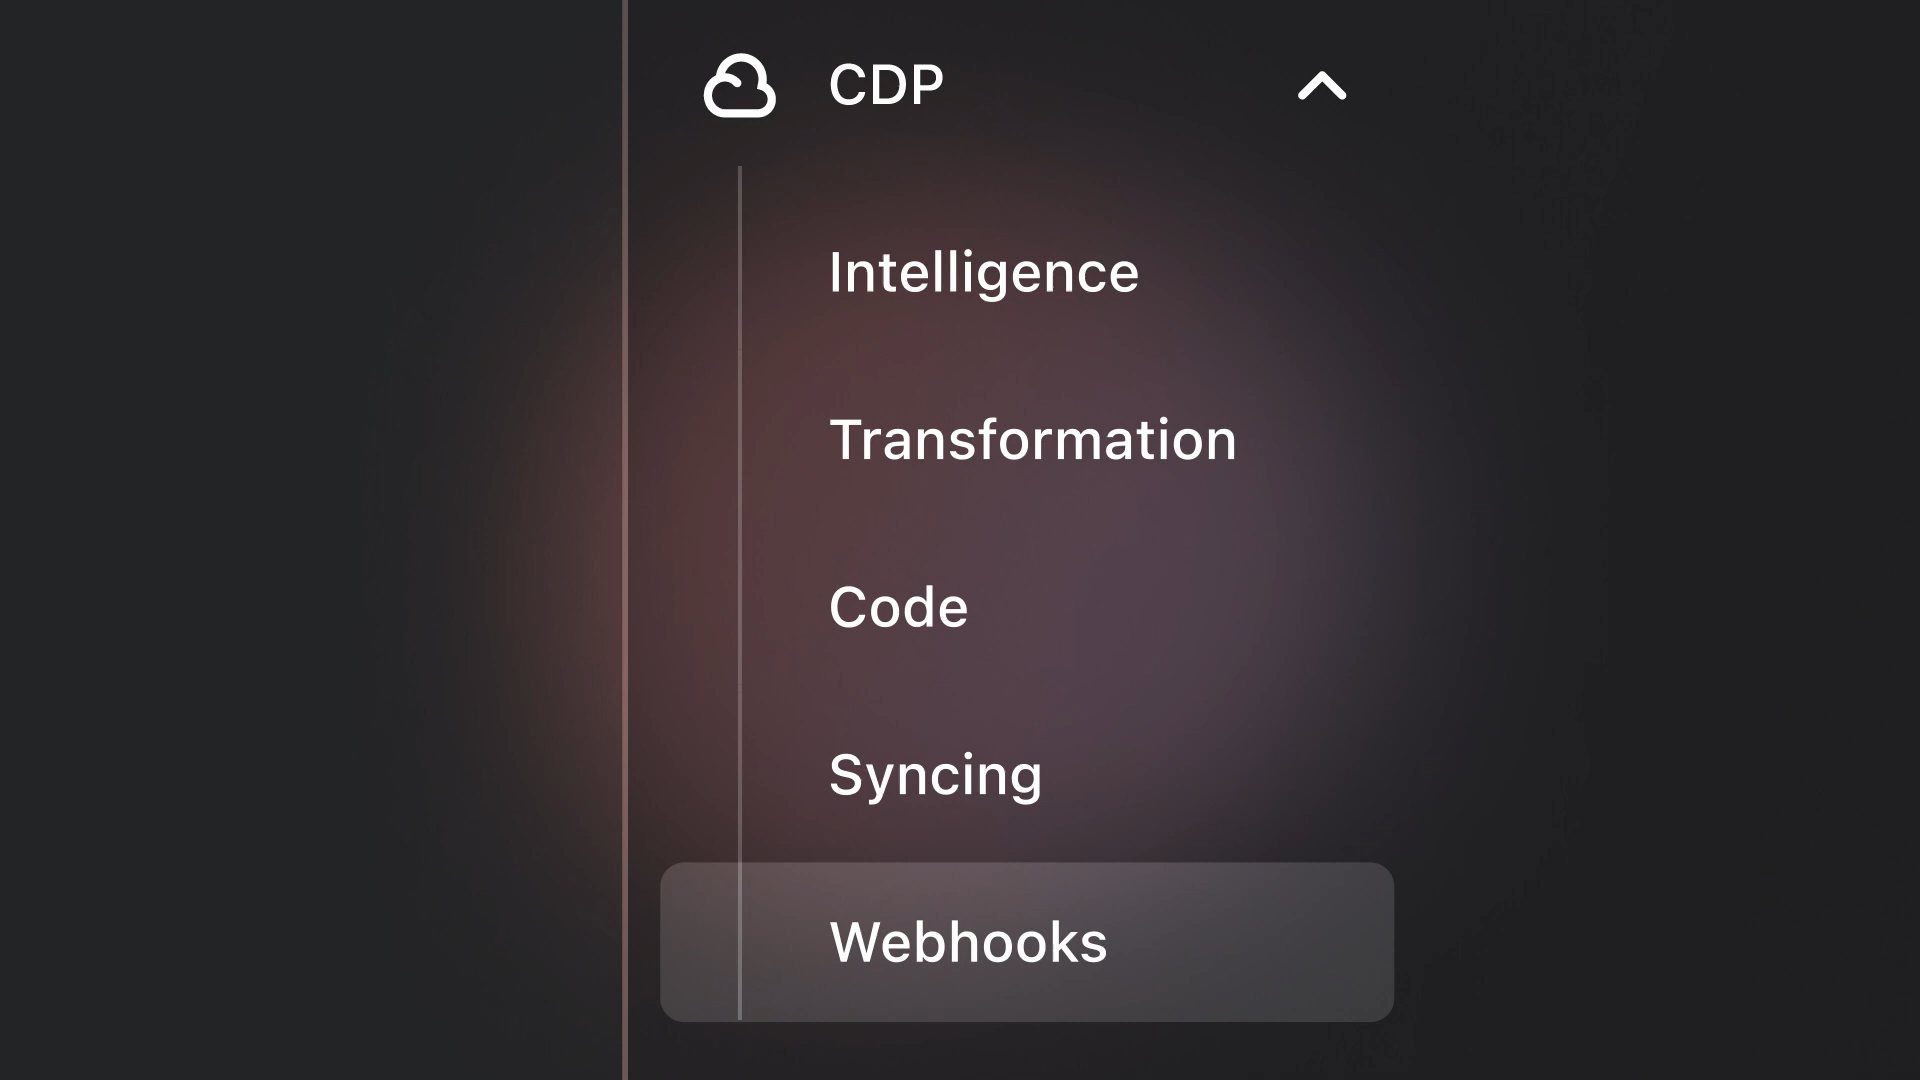 CDP
Intelligence
Transformation
Code
Syncing
Webhooks